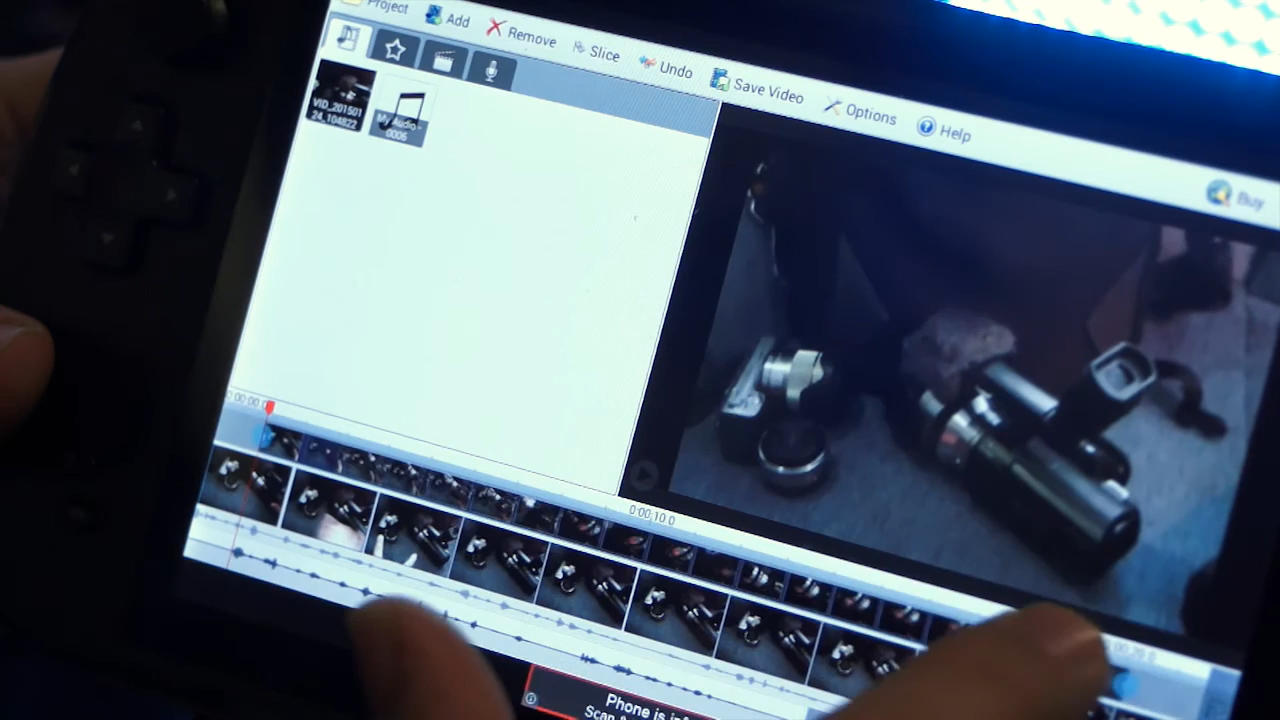 Project Add Remove Slice Undo Save Video Options Help Buy
VID_201501
24_104822
My Audio-
0006
0:00:10.0
Phone is
Scan